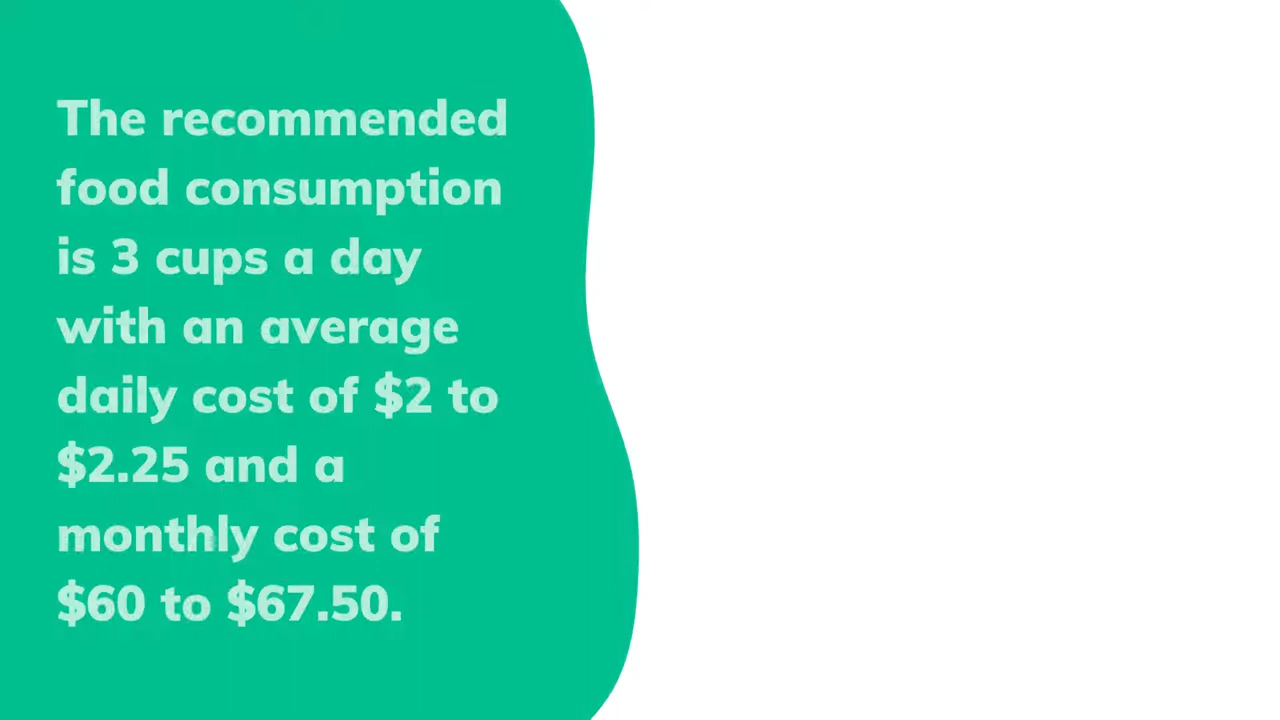 The recommended
food consumption
is 3 cups a day
with an average
daily cost of $2 to
$2.25 and a
monthly cost of
$60 to $67.50.